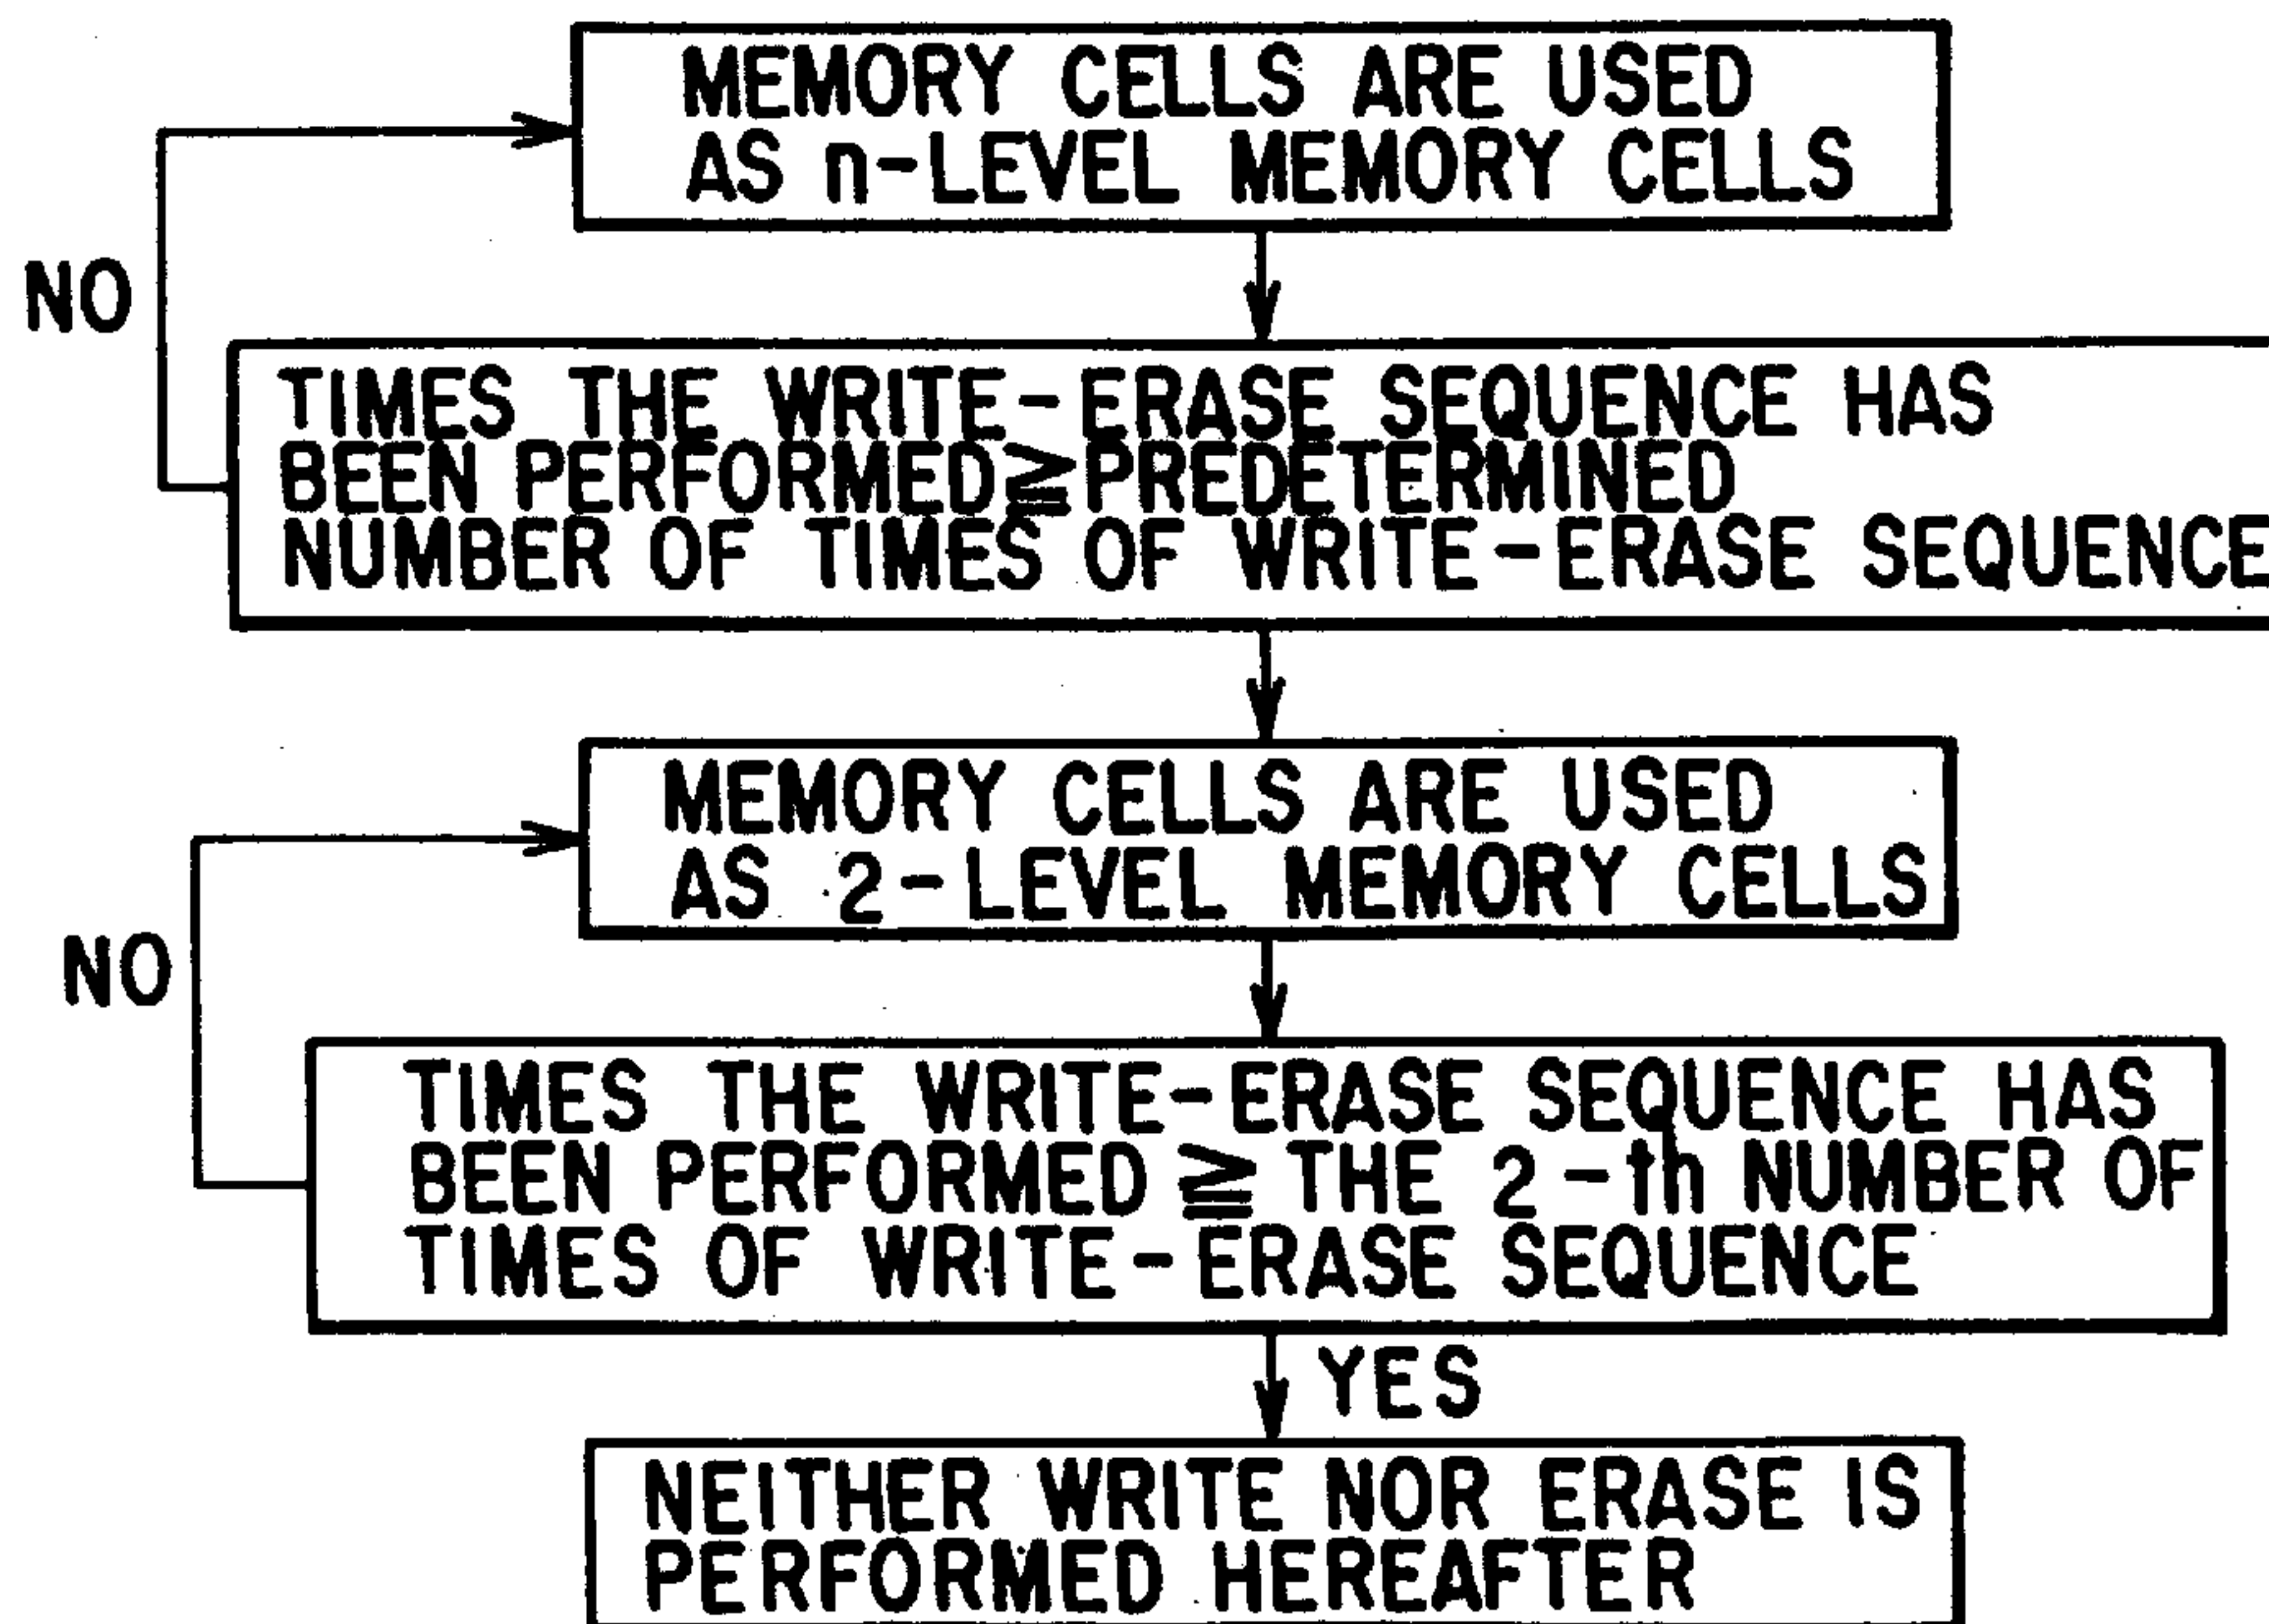 MEMORY CELLS ARE USED
AS n-LEVEL MEMORY CELLS
NO
TIMES THE WRITE-ERASE SEQUENCE HAS
BEEN PERFORMED≧PREDETERMINED
NUMBER OF TIMES OF WRITE-ERASE SEQUENCE
MEMORY CELLS ARE USED
AS 2-LEVEL MEMORY CELLS
NO
TIMES THE WRITE-ERASE SEQUENCE HAS
BEEN PERFORMED ≧ THE 2-th NUMBER OF
TIMES OF WRITE-ERASE SEQUENCE
YES
NEITHER WRITE NOR ERASE IS
PERFORMED HEREAFTER